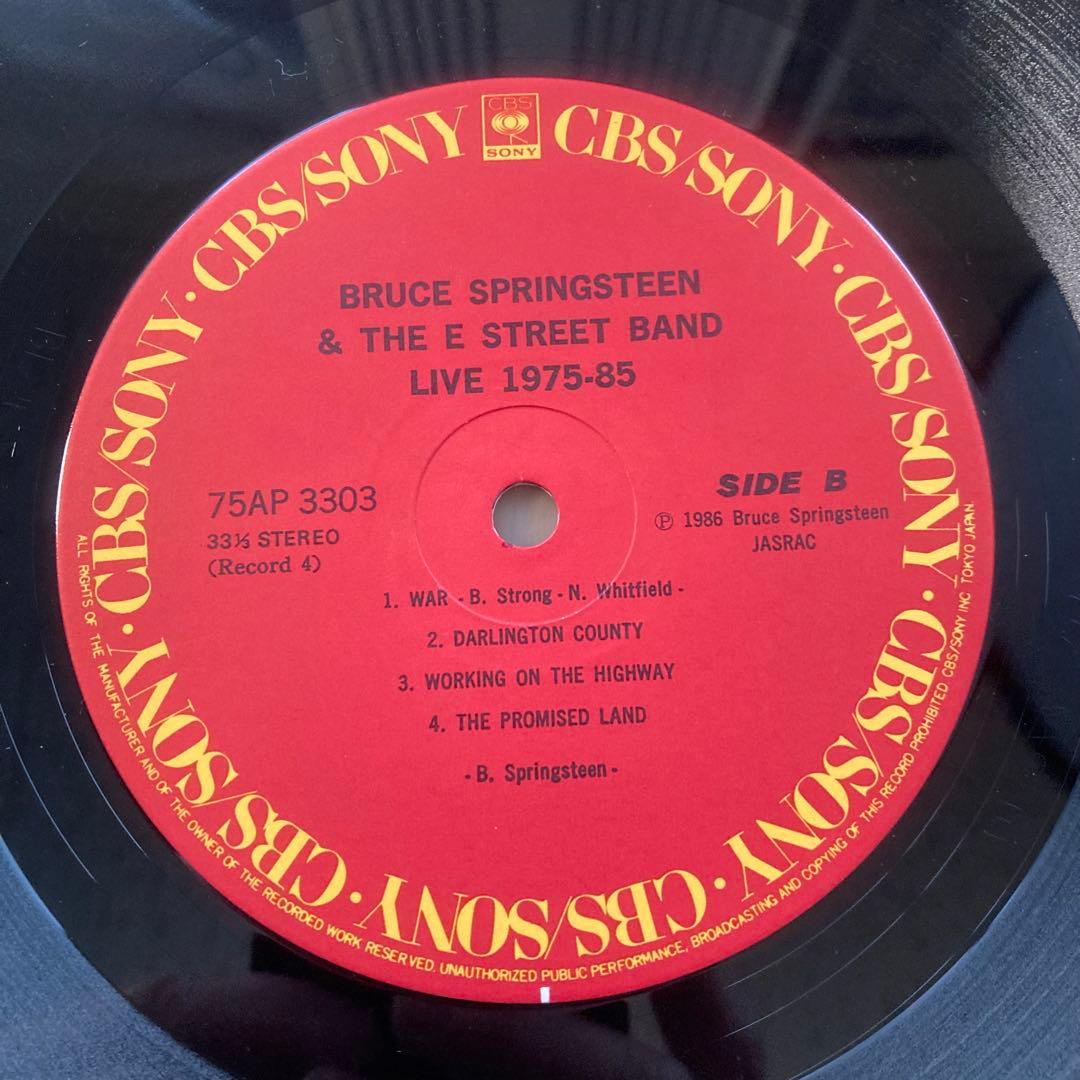 CBS
SONY
CBS/SONY · CBS/SONY · CBS/SONY · CBS/SONY · CBS/SONY · CBS/SONY · CBS/SONY · CBS/SONY · CBS/SONY
BRUCE SPRINGSTEEN
& THE E STREET BAND
LIVE 1975-85
75AP 3303
33⅓ STEREO
(Record 4)
SIDE B
Ⓟ 1986 Bruce Springsteen
JASRAC
1. WAR - B. Strong - N. Whitfield -
2. DARLINGTON COUNTY
3. WORKING ON THE HIGHWAY
4. THE PROMISED LAND
- B. Springsteen -
ALL RIGHTS OF THE MANUFACTURER AND OF THE OWNER OF THE RECORDED WORK RESERVED. UNAUTHORIZED PUBLIC PERFORMANCE, BROADCASTING AND COPYING OF THIS RECORD PROHIBITED CBS/SONY INC TOKYO JAPAN